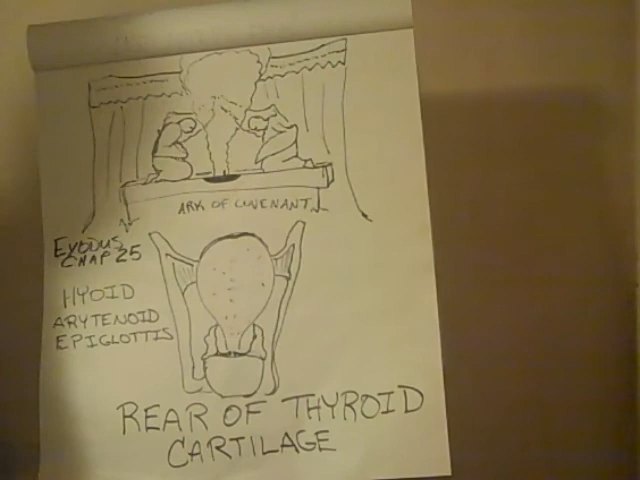 ARK OF COVENANT
EXODUS
CHAP 25
HYOID
ARYTENOID
EPIGLOTTIS
REAR OF THYROID
CARTILAGE